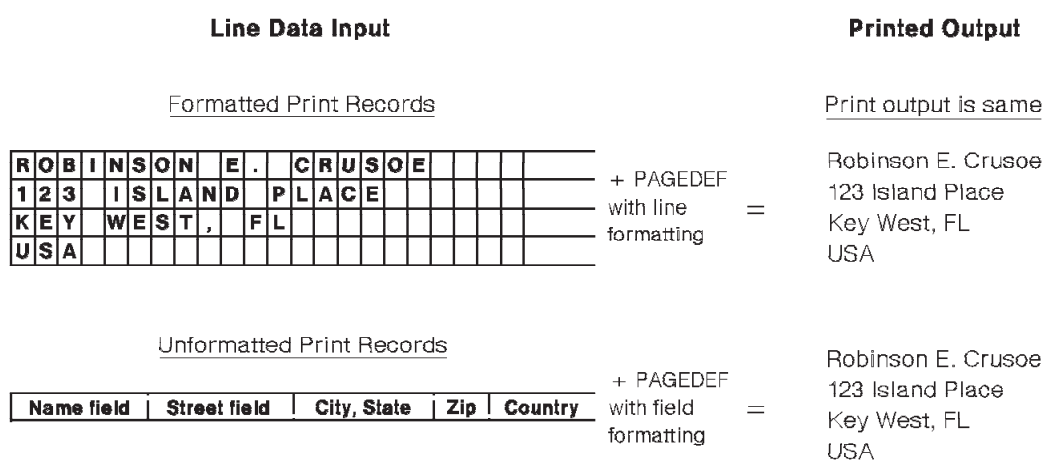 Line Data Input
Printed Output
Formatted Print Records
Print output is same
ROBINSON E. CRUSOE
123 ISLAND PLACE
KEY WEST, FL
USA
+ PAGEDEF
with line
formatting
=
Robinson E. Crusoe
123 Island Place
Key West, FL
USA
Unformatted Print Records
Name field | Street field | City, State | Zip | Country
+ PAGEDEF
with field
formatting
=
Robinson E. Crusoe
123 Island Place
Key West, FL
USA